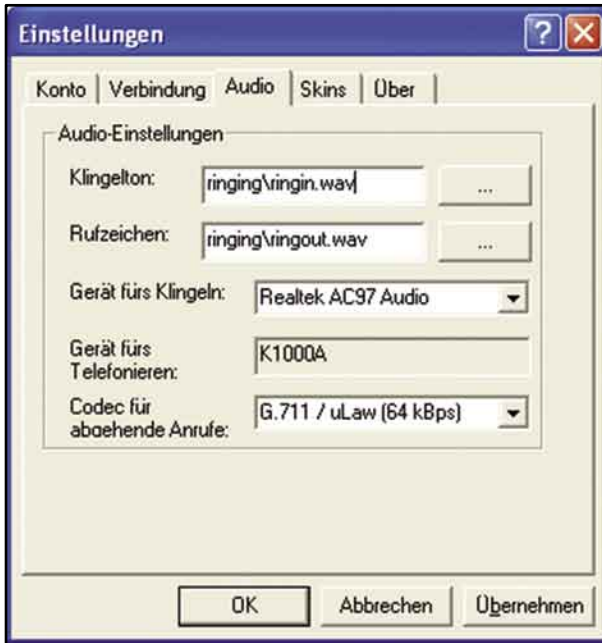 Einstellungen
Konto Verbindung Audio Skins Über
Audio-Einstellungen
Klingelton: ringing\ringin.wav ...
Rufzeichen: ringing\ringout.wav ...
Gerät fürs Klingeln: Realtek AC97 Audio
Gerät fürs
Telefonieren: K1000A
Codec für
abgehende Anrufe: G.711 / uLaw (64 kBps)
OK Abbrechen Übernehmen